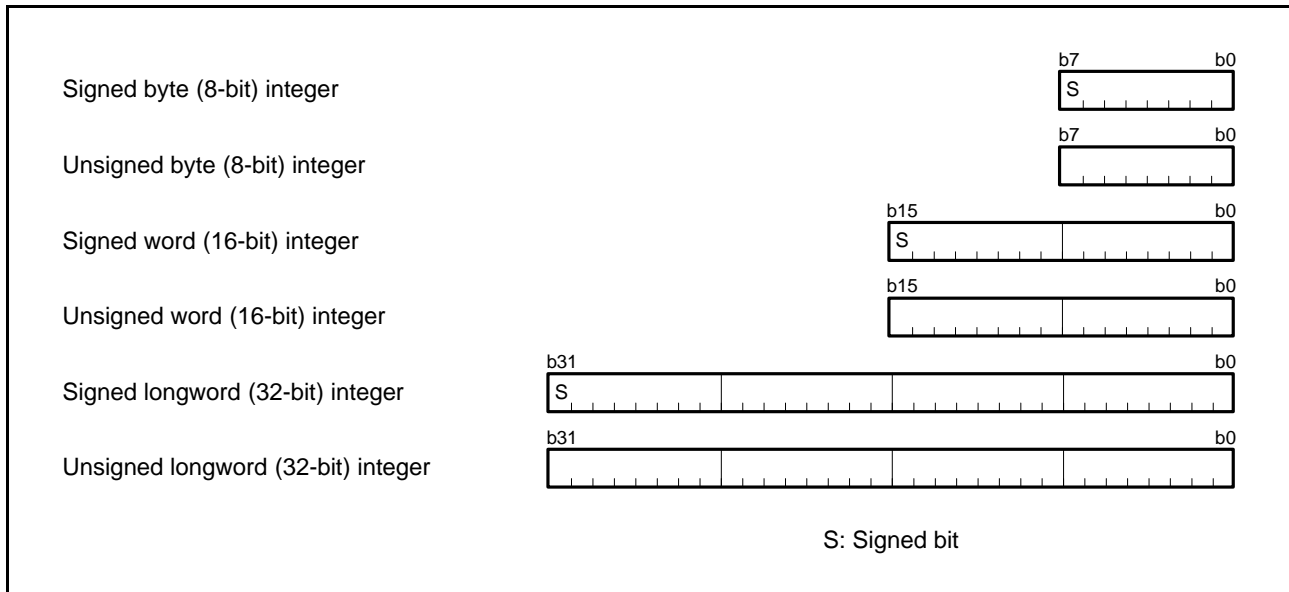 b7 b0
Signed byte (8-bit) integer S
b7 b0
Unsigned byte (8-bit) integer
b15 b0
Signed word (16-bit) integer S
b15 b0
Unsigned word (16-bit) integer
b31 b0
Signed longword (32-bit) integer S
b31 b0
Unsigned longword (32-bit) integer
S: Signed bit